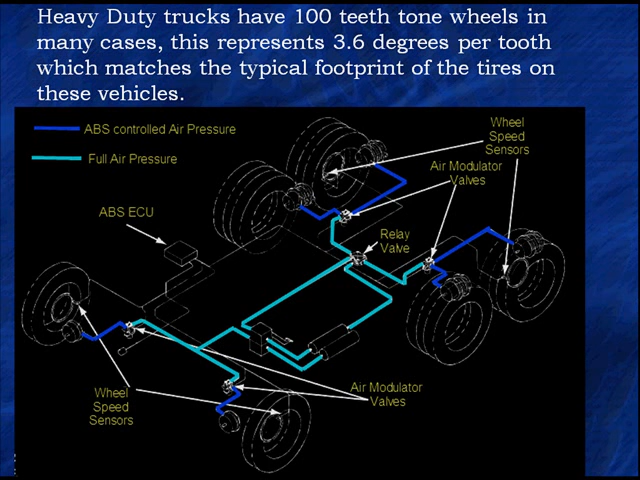 Heavy Duty trucks have 100 teeth tone wheels in
many cases, this represents 3.6 degrees per tooth
which matches the typical footprint of the tires on
these vehicles.
ABS controlled Air Pressure
Full Air Pressure
Wheel
Speed
Sensors
Air Modulator
Valves
ABS ECU
Relay
Valve
Wheel
Speed
Sensors
Air Modulator
Valves